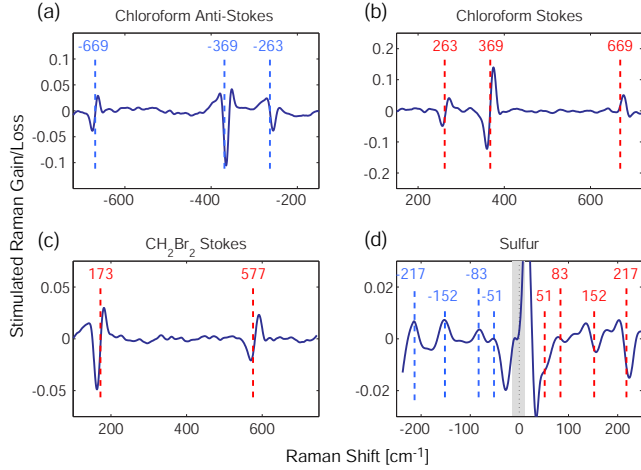 (a) Chloroform Anti-Stokes
-669 -369 -263
0.1
0.05
0
-0.05
-0.1
-600 -400 -200
(b) Chloroform Stokes
263 369 669
0.2
0.1
0
-0.1
-0.2
200 400 600
Stimulated Raman Gain/Loss
(c) CH2Br2 Stokes
173 577
0.05
0
-0.05
200 400 600
(d) Sulfur
-217 -83 83 217
-152 -51 51 152
0.02
0
-0.02
-200 -100 0 100 200
Raman Shift [cm-1]